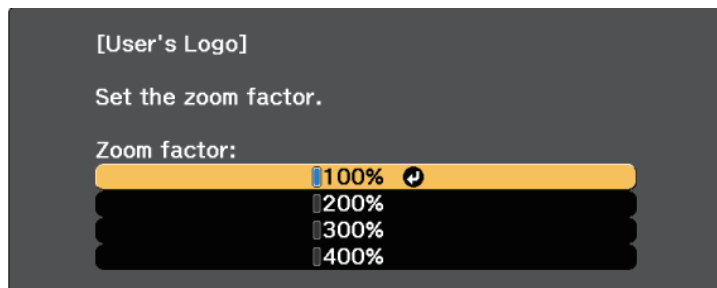 [User's Logo]
Set the zoom factor.
Zoom factor:
100%
200%
300%
400%